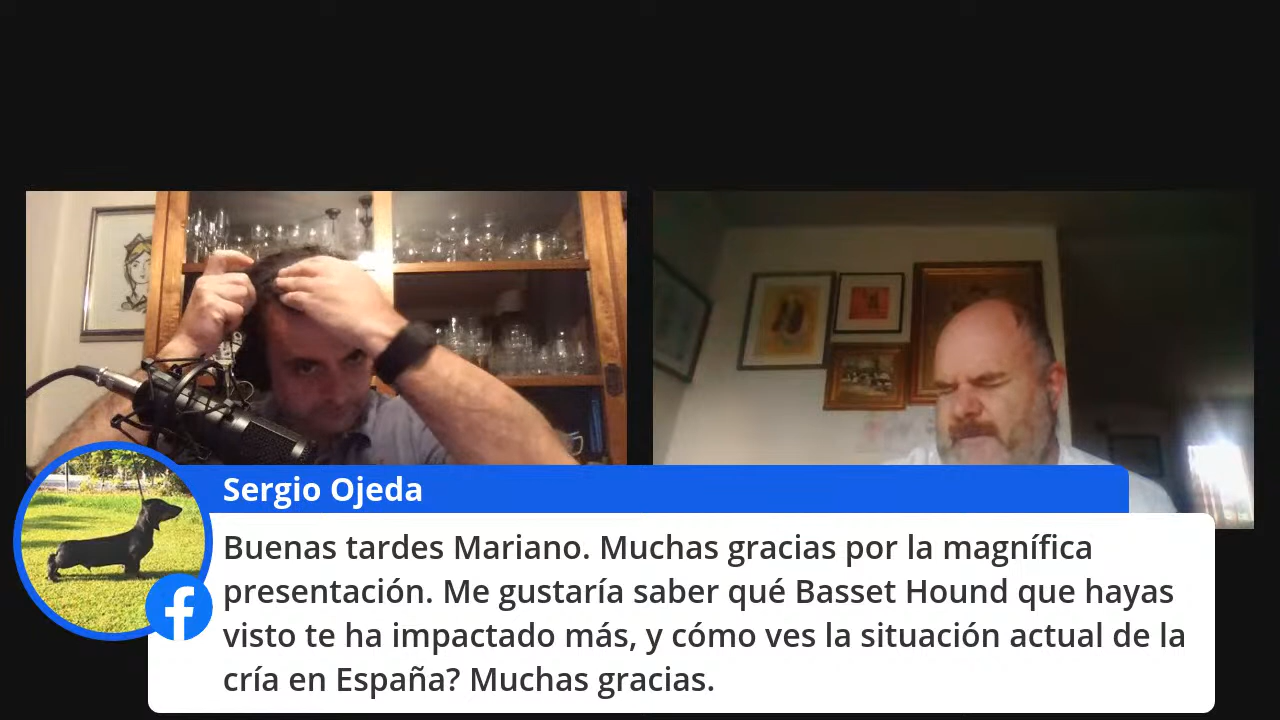 Sergio Ojeda
Buenas tardes Mariano. Muchas gracias por la magnífica
presentación. Me gustaría saber qué Basset Hound que hayas
visto te ha impactado más, y cómo ves la situación actual de la
cría en España? Muchas gracias.